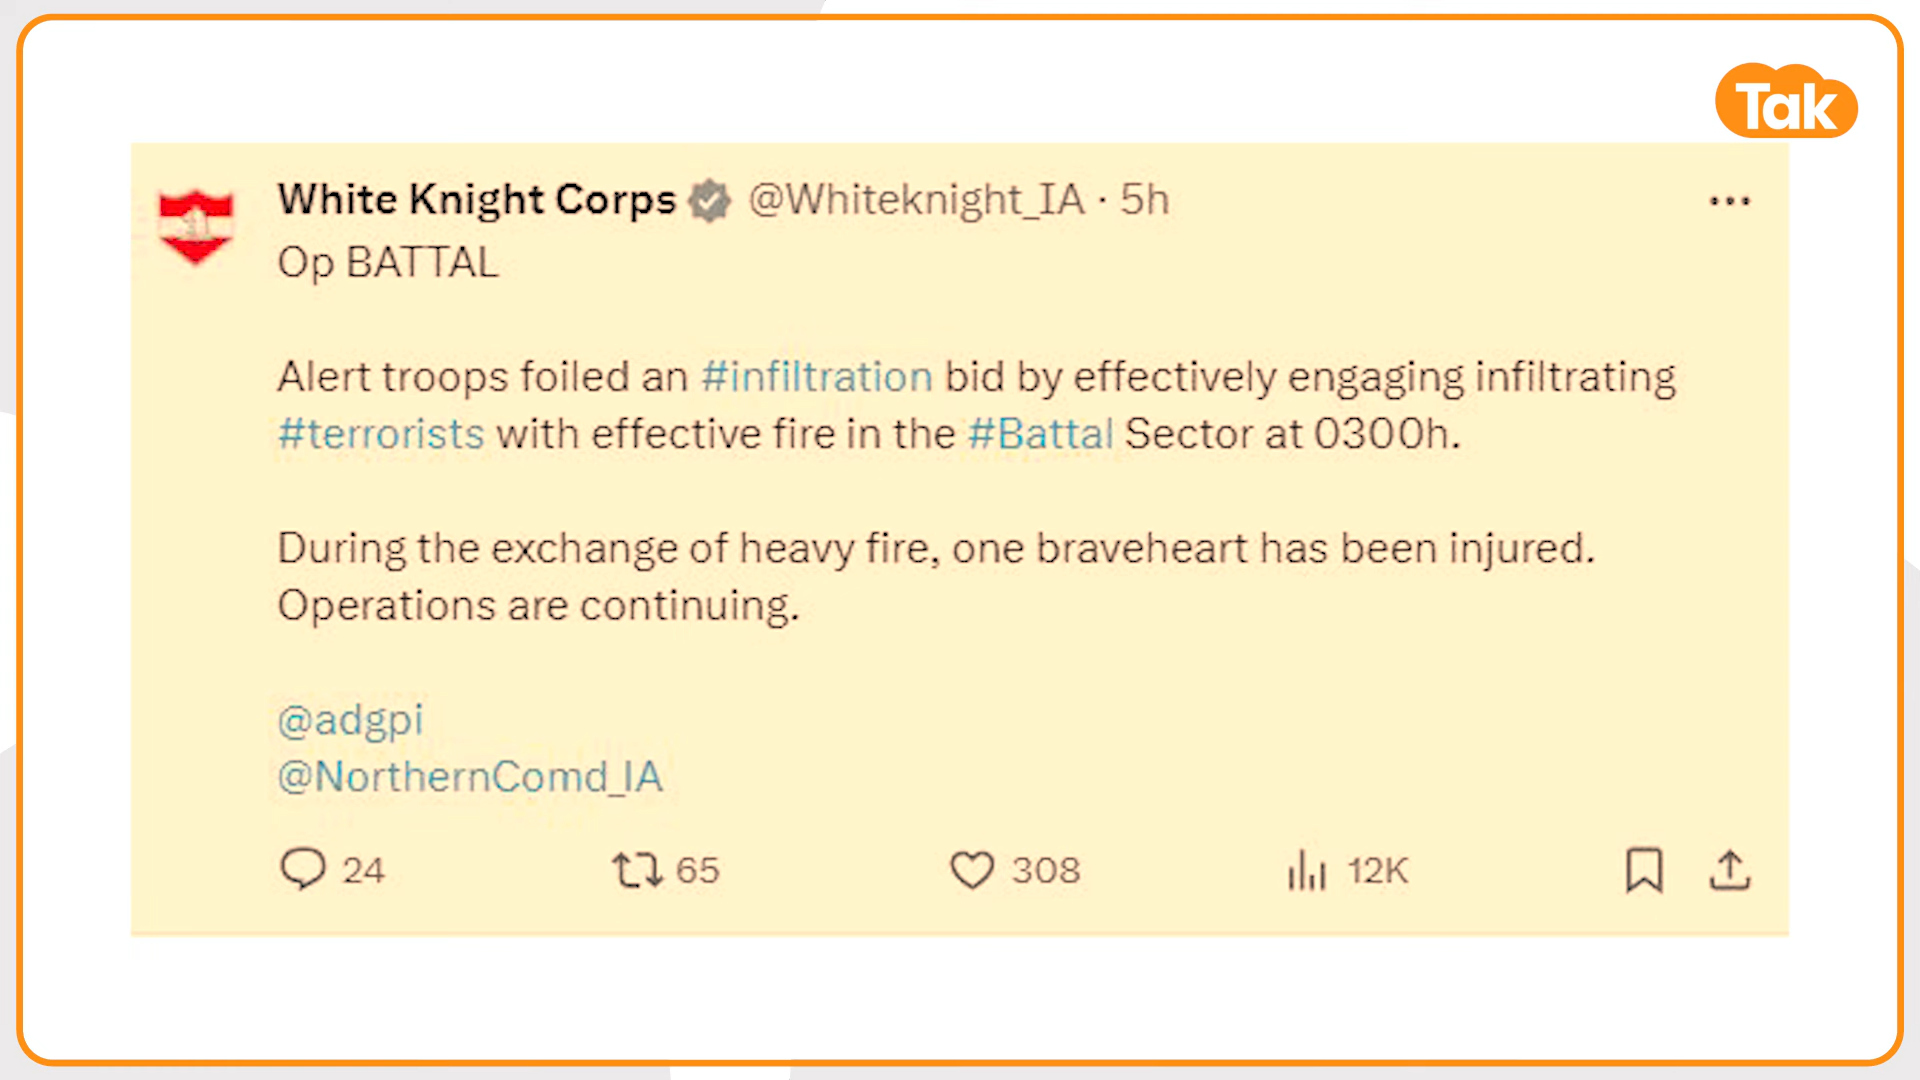 Tak
White Knight Corps @Whiteknight_IA · 5h
Op BATTAL
Alert troops foiled an #infiltration bid by effectively engaging infiltrating
#terrorists with effective fire in the #Battal Sector at 0300h.
During the exchange of heavy fire, one braveheart has been injured.
Operations are continuing.
@adgpi
@NorthernComd_IA
24 65 308 12K